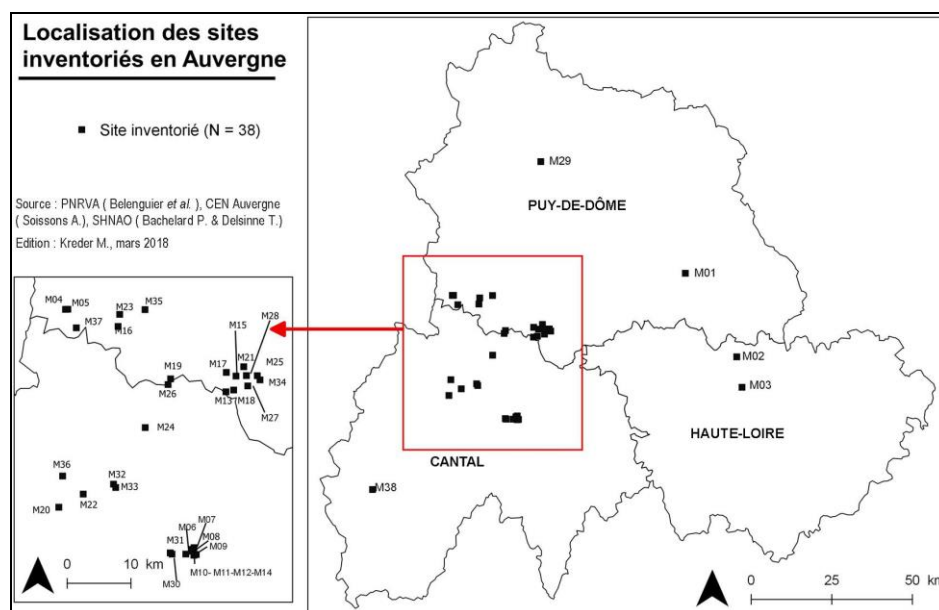 Localisation des sites
inventoriés en Auvergne
Site inventorié (N = 38)
Source : PNRVA ( Belenguier et al. ), CEN Auvergne
( Soissons A.), SHNAO ( Bachelard P. & Delsinne T.)
Edition : Kreder M., mars 2018
M04
M05
M23
M35
M37
M16
M28
M15
M21
M25
M17
M19
M34
M26
M13
M18
M27
M24
M36
M32
M33
M22
M20
M07
M06
M08
M31
M09
M30
M10- M11-M12-M14
0
10 km
M29
PUY-DE-DÔME
M01
M02
M03
HAUTE-LOIRE
CANTAL
M38
0
25
50 km